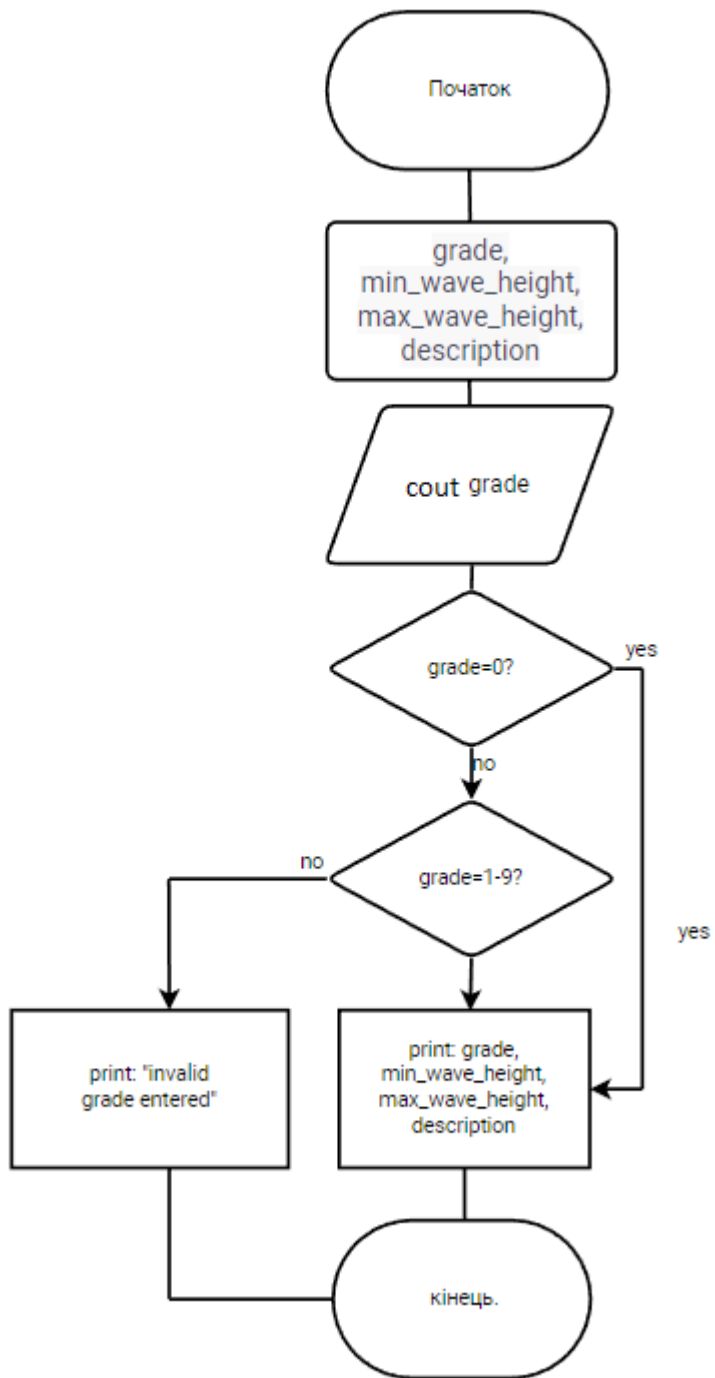 Початок
grade,
min_wave_height,
max_wave_height,
description
cout grade
grade=0?
yes
no
grade=1-9?
no
yes
print: "invalid
grade entered"
print: grade,
min_wave_height,
max_wave_height,
description
кінець.